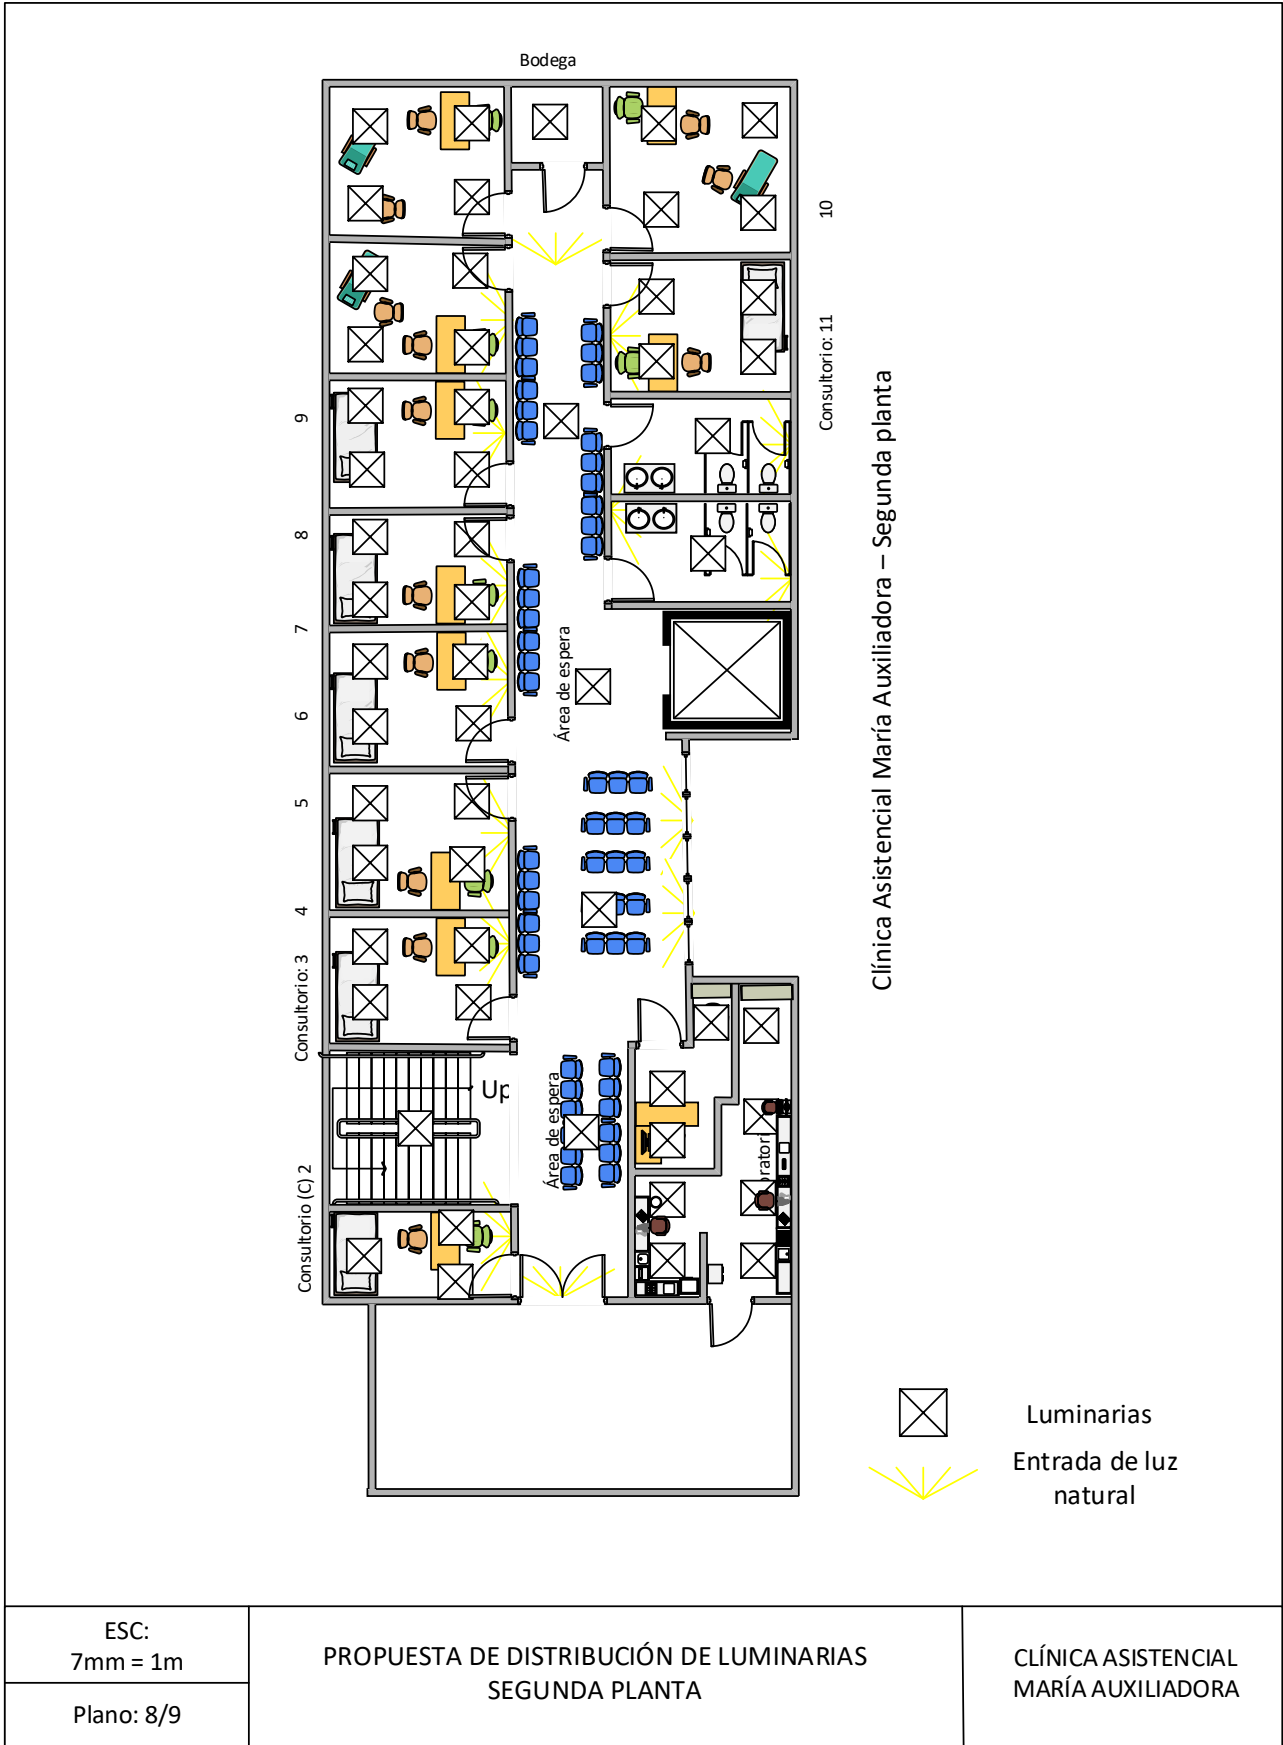 Bodega
10
Consultorio: 11
9
8
7
6
5
4
Consultorio: 3
Consultorio (C) 2
Área de espera
Área de espera
Up
Clínica Asistencial María Auxiliadora – Segunda planta
Luminarias
Entrada de luz
natural
ESC:
7mm = 1m
Plano: 8/9
PROPUESTA DE DISTRIBUCIÓN DE LUMINARIAS
SEGUNDA PLANTA
CLÍNICA ASISTENCIAL
MARÍA AUXILIADORA